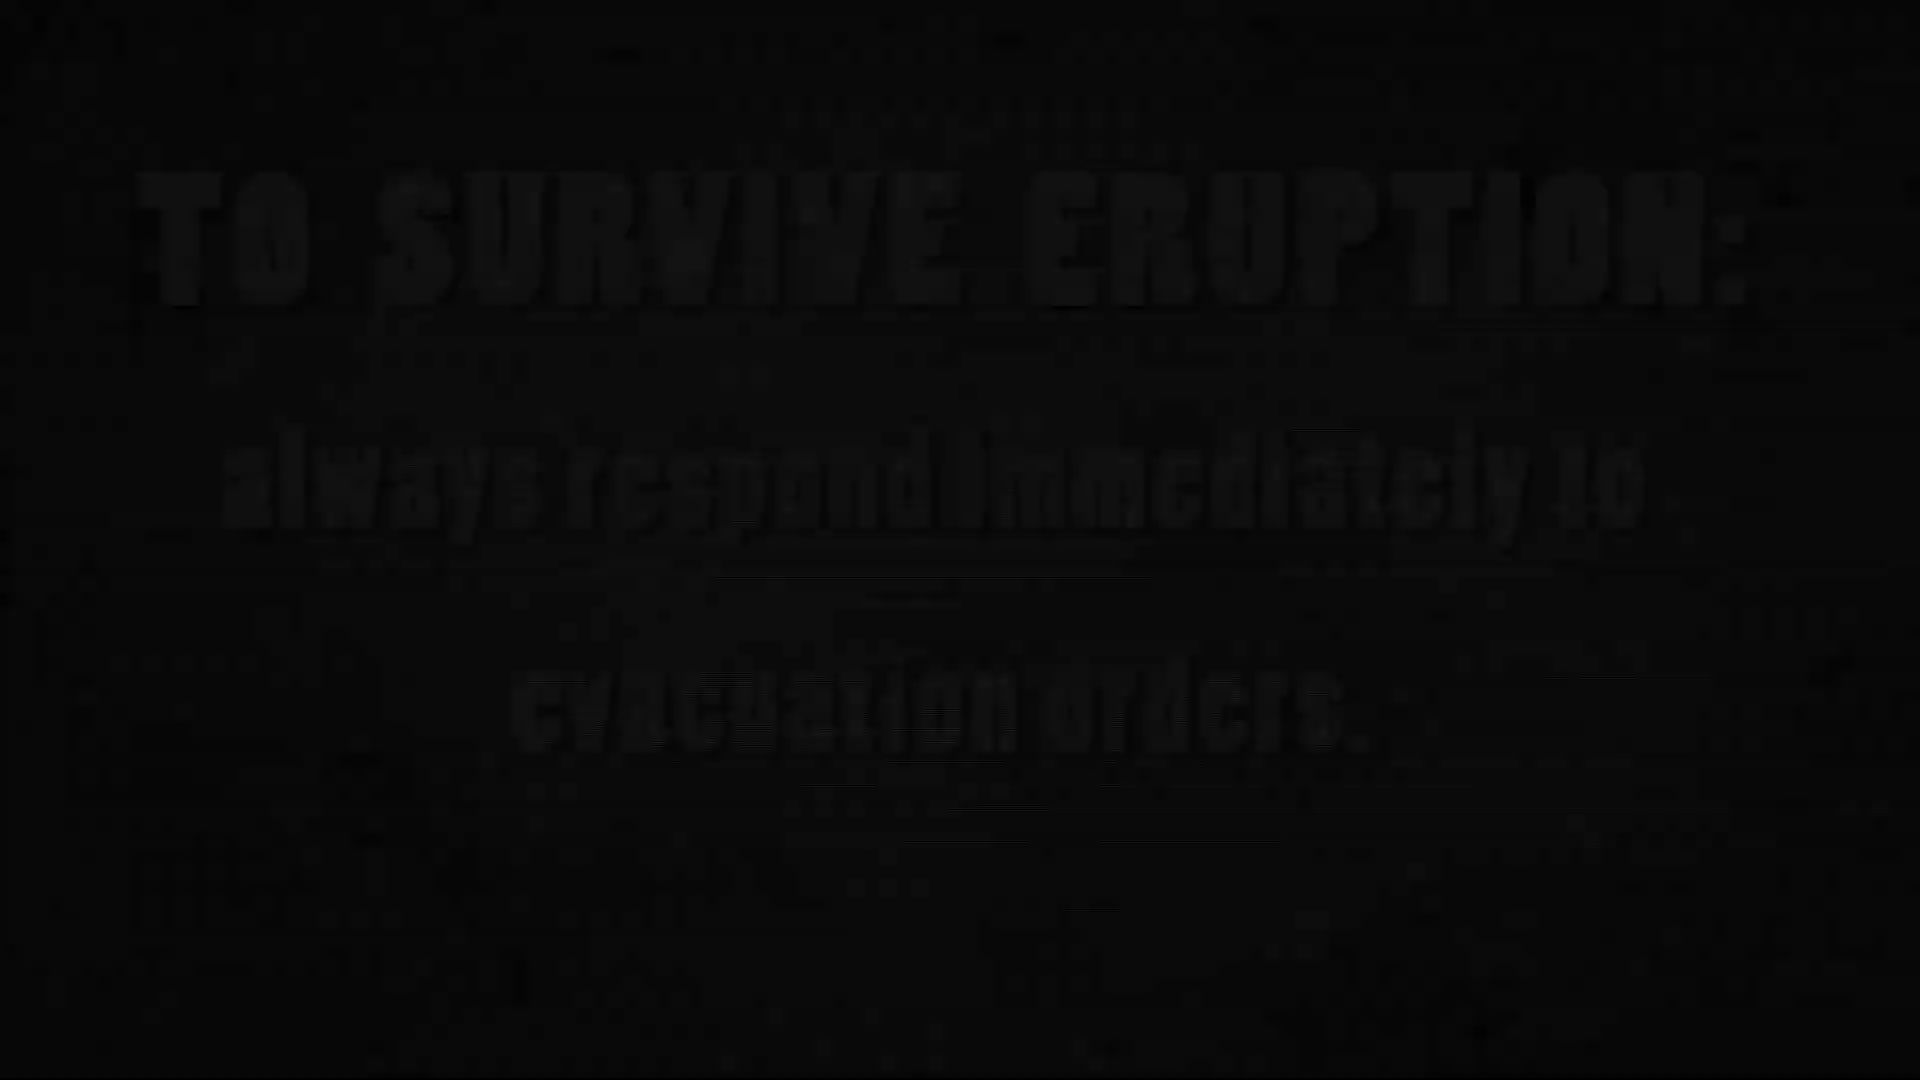 TO SURVIVE ERUPTION:
always respond immediately to
evacuation orders.